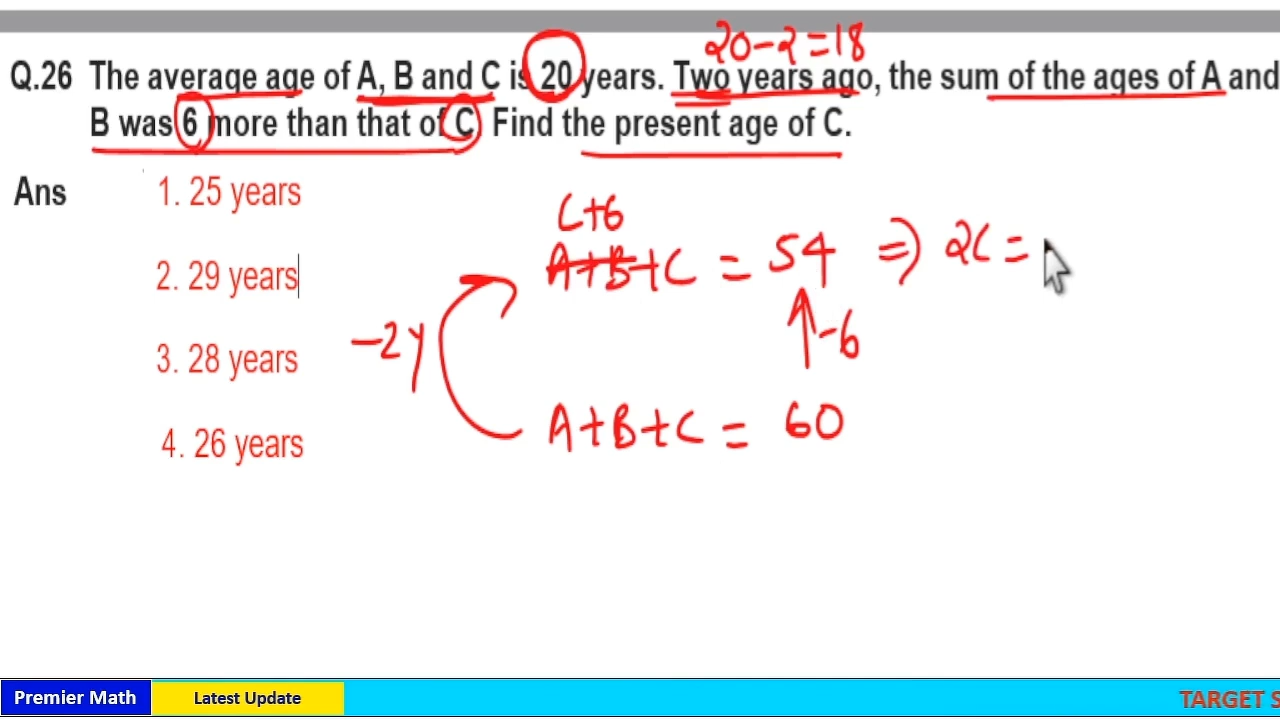 20-2=18
Q.26 The average age of A, B and C is 20 years. Two years ago, the sum of the ages of A and
B was 6 more than that of C. Find the present age of C.
Ans
1. 25 years
2. 29 years
3. 28 years
4. 26 years
C+6
A+B+C = 54 ⇒ 2C =
-2y
-6
A+B+C = 60
Premier Math
Latest Update
TARGET S